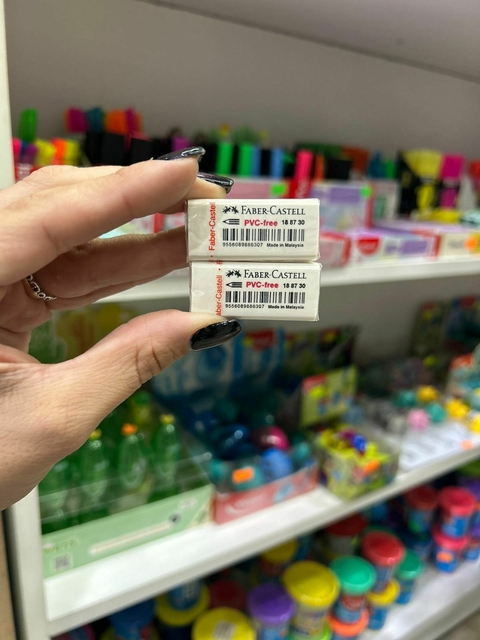 Faber-Castell
FABER-CASTELL
PVC-free 18 87 30
9556089886307 Made in Malaysia
Faber-Castell
FABER-CASTELL
PVC-free 18 87 30
9556089886307 Made in Malaysia